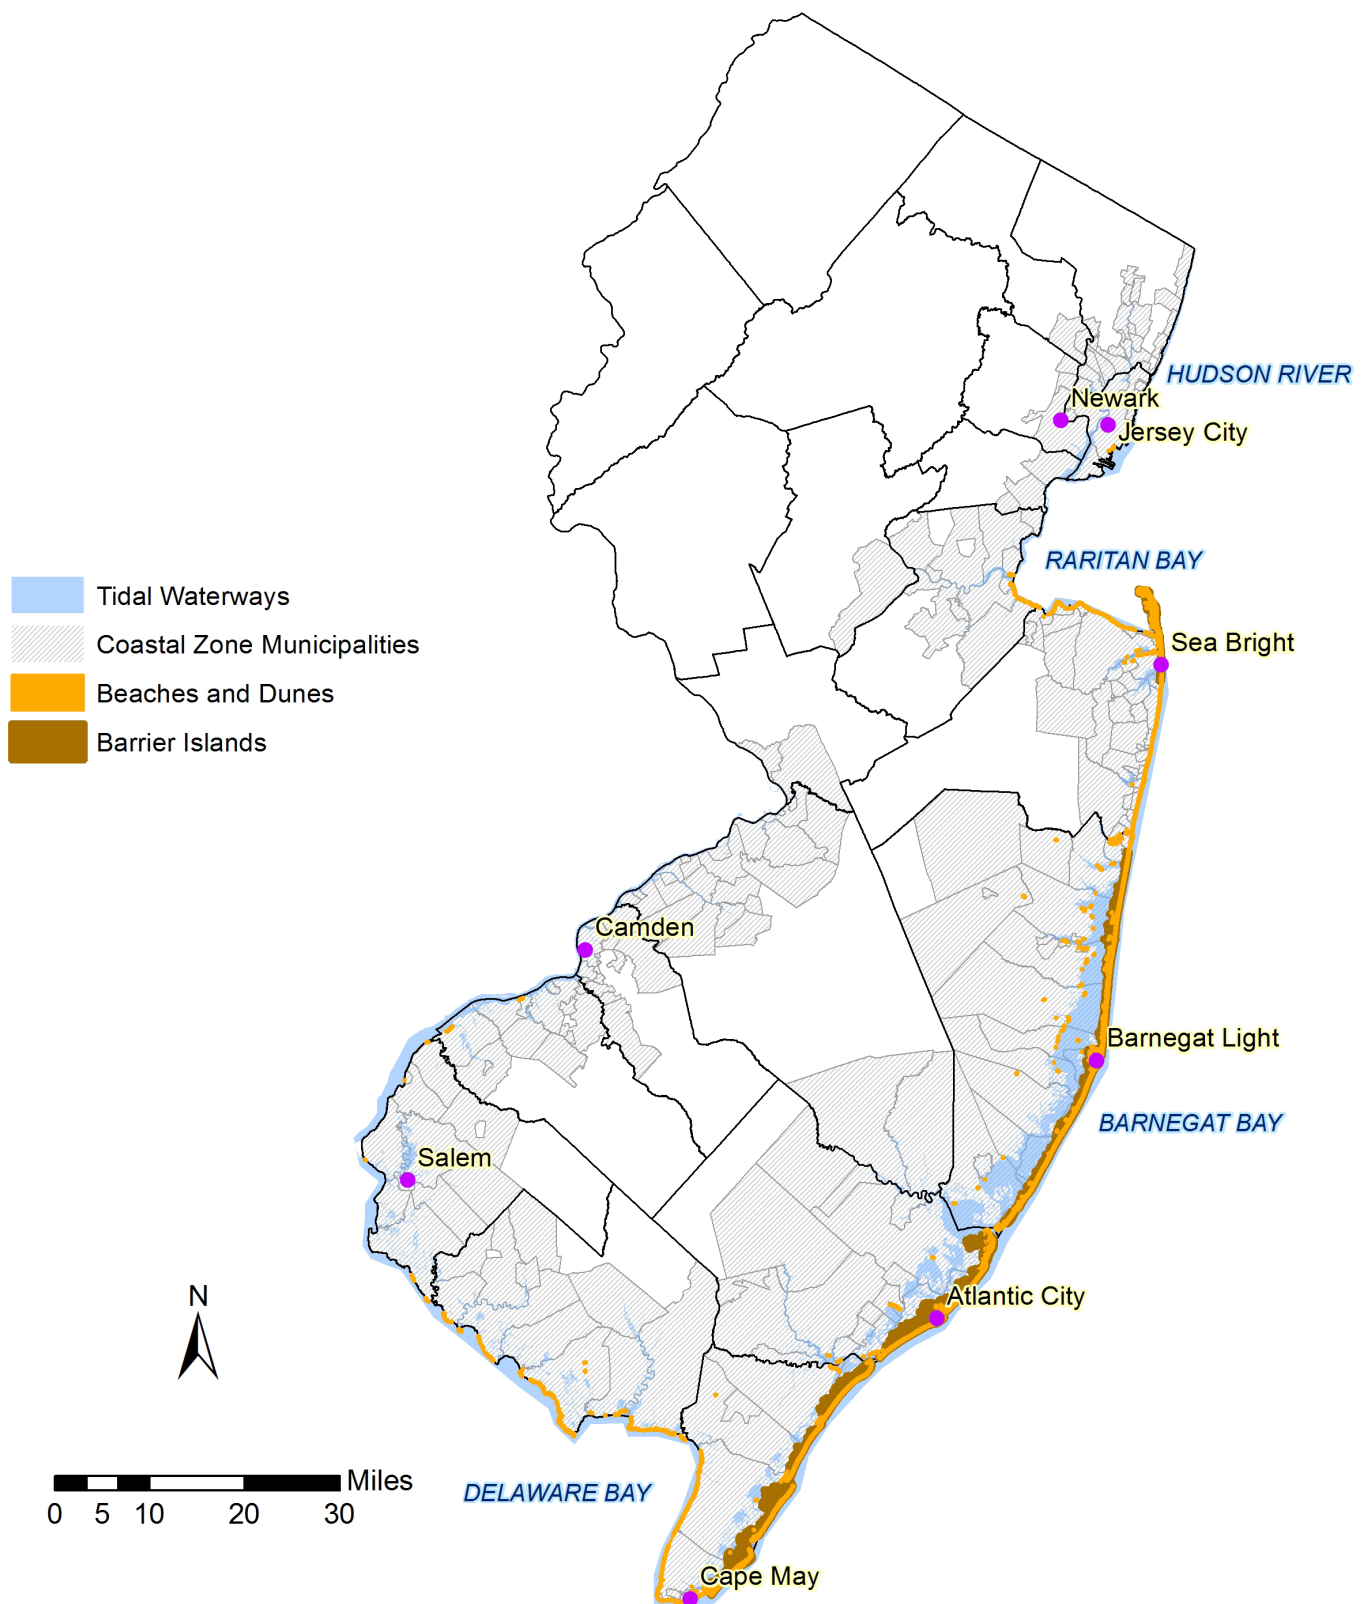 HUDSON RIVER
Newark
Jersey City
RARITAN BAY
Tidal Waterways
Coastal Zone Municipalities
Sea Bright
Beaches and Dunes
Barrier Islands
Camden
Barnegat Light
BARNEGAT BAY
Salem
N
Atlantic City
Miles
0 5 10 20 30
DELAWARE BAY
Cape May